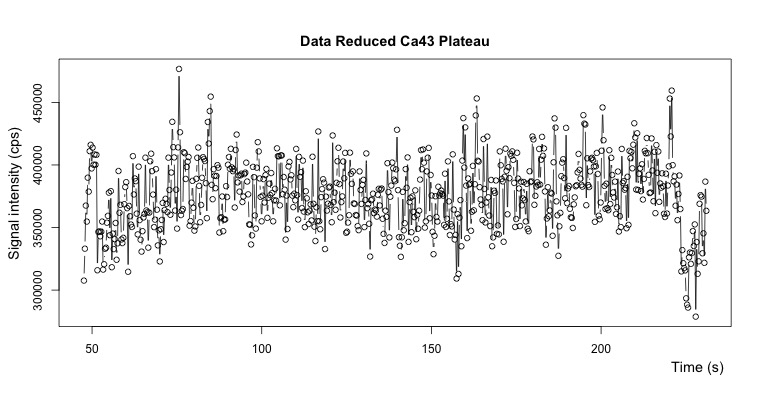 Data Reduced Ca43 Plateau
Signal intensity (cps)
450000
400000
350000
300000
50 100 150 200
Time (s)